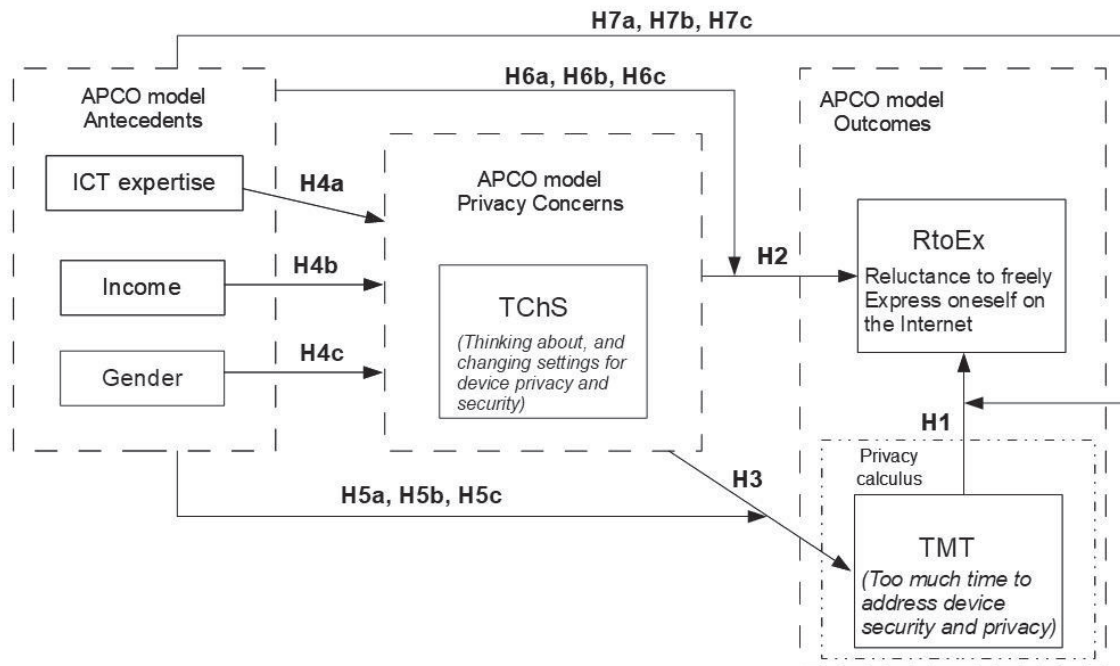 H7a, H7b, H7c
H6a, H6b, H6c
APCO model
Antecedents
ICT expertise
Income
Gender
H4a
H4b
H4c
APCO model
Privacy Concerns
TChS
(Thinking about, and
changing settings for
device privacy and
security)
H2
APCO model
Outcomes
RtoEx
Reluctance to freely
Express oneself on
the Internet
H1
H3
H5a, H5b, H5c
Privacy
calculus
TMT
(Too much time to
address device
security and privacy)